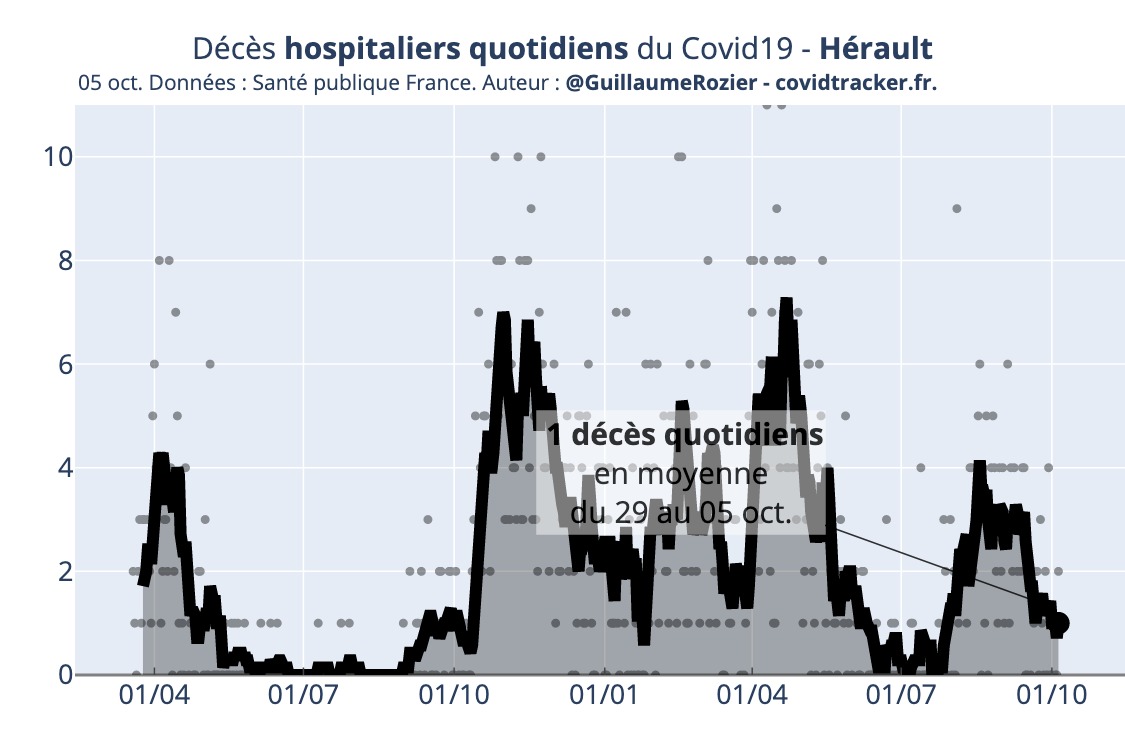 Décès hospitaliers quotidiens du Covid19 - Hérault
05 oct. Données : Santé publique France. Auteur : @GuillaumeRozier - covidtracker.fr.
10
8
6
4
2
0
1 décès quotidiens
en moyenne
du 29 au 05 oct.
01/04 01/07 01/10 01/01 01/04 01/07 01/10